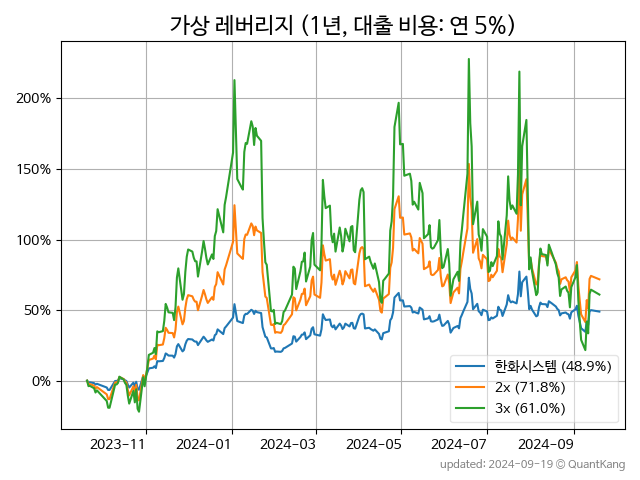 가상 레버리지 (1년, 대출 비용: 연 5%)
200%
150%
100%
50%
0%
한화시스템 (48.9%)
2x (71.8%)
3x (61.0%)
2023-11
2024-01
2024-03
2024-05
2024-07
2024-09
updated: 2024-09-19 © QuantKang